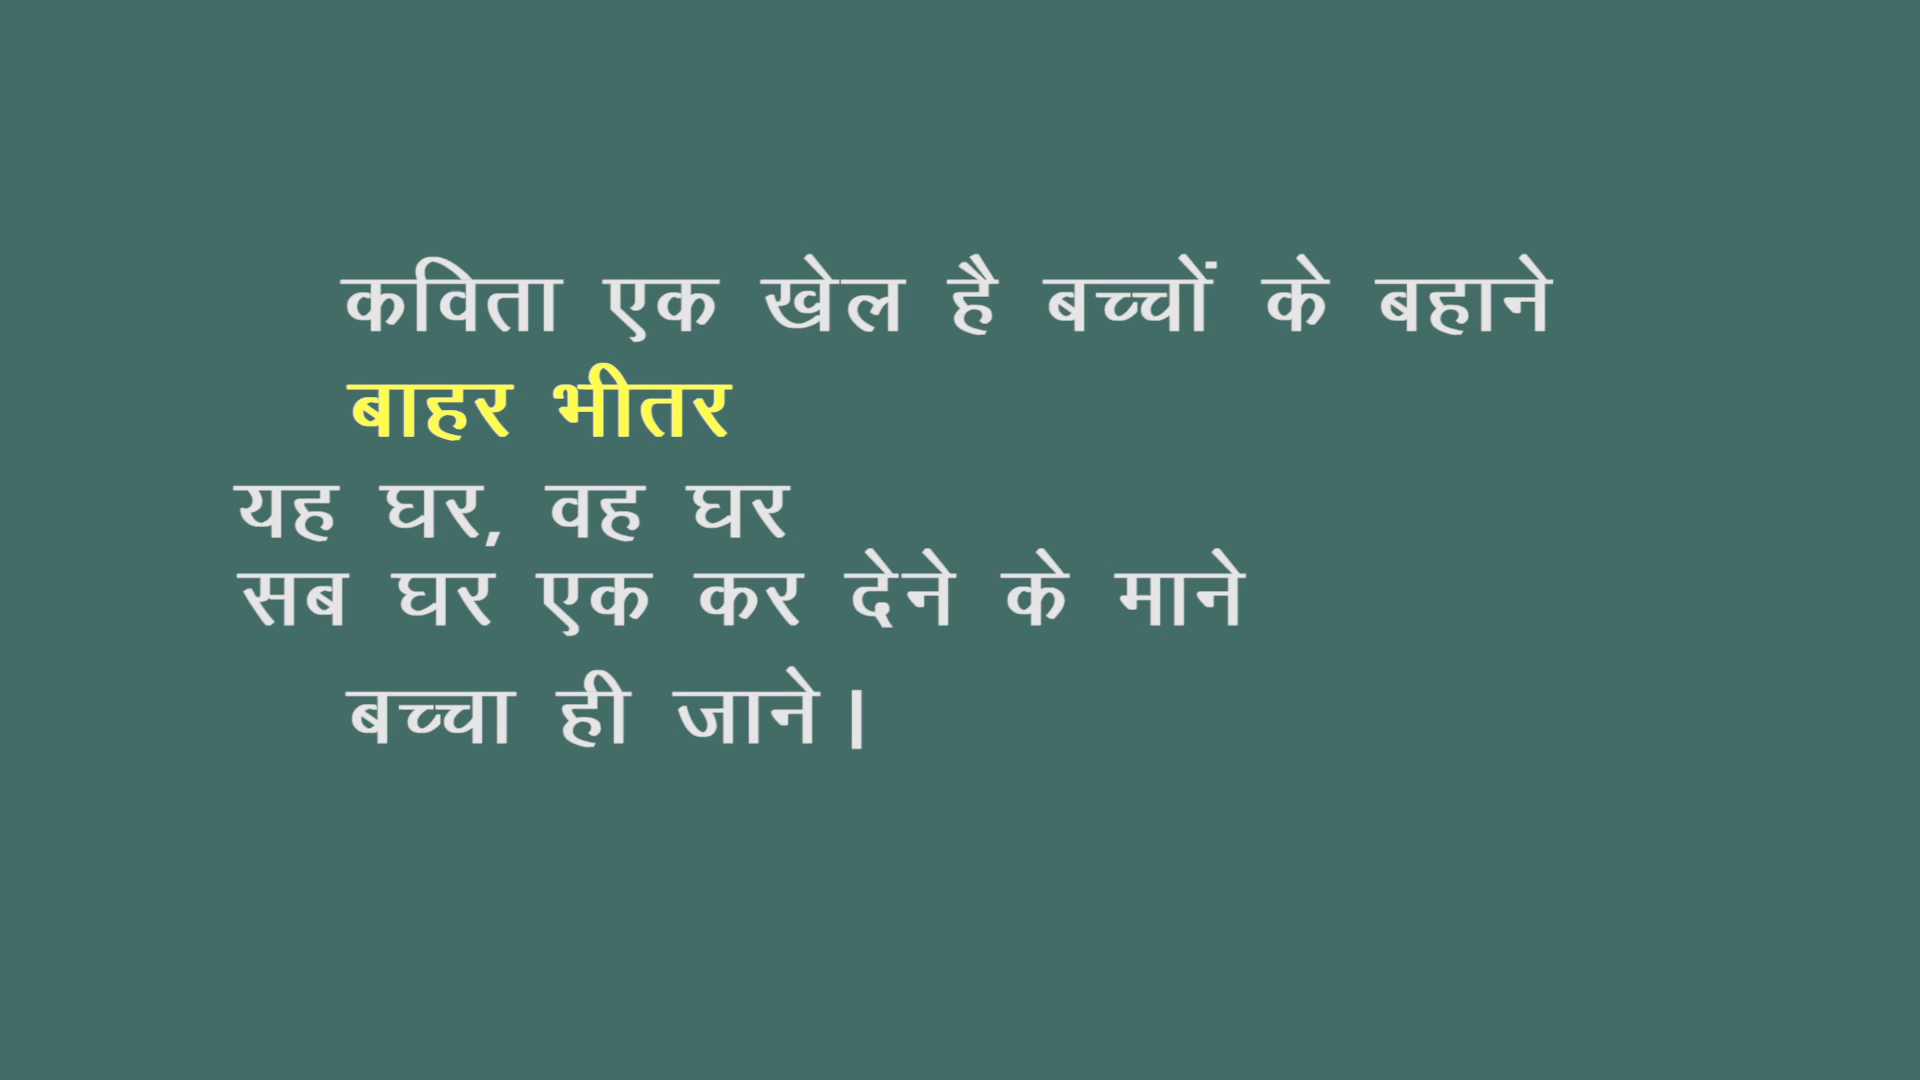 कविता एक खेल है बच्चों के बहाने
बाहर भीतर
यह घर, वह घर
सब घर एक कर देने के माने
बच्चा ही जाने।